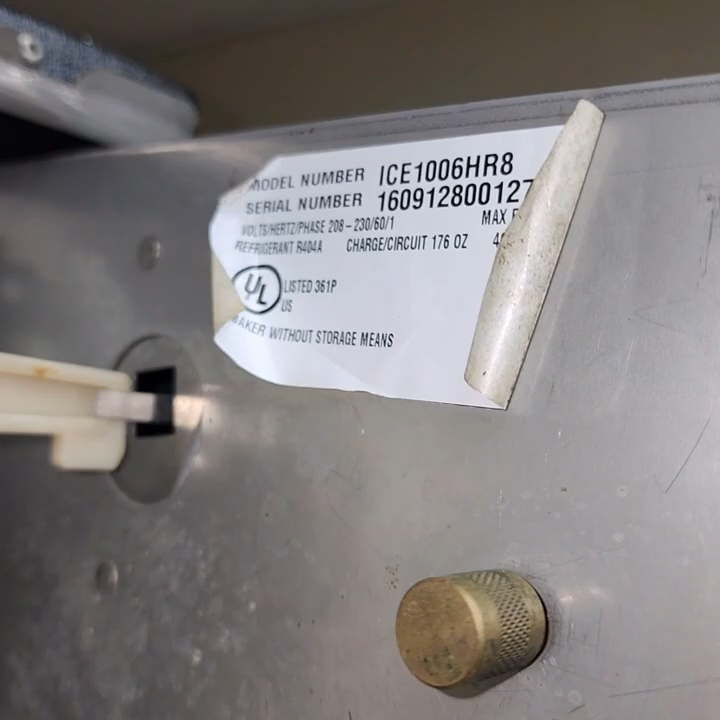 MODEL NUMBER ICE1006HR8
SERIAL NUMBER 160912800127
VOLTS/HERTZ/PHASE 208-230/60/1 MAX
REFRIGERANT R404A CHARGE/CIRCUIT 176 OZ
UL LISTED 361P
US
MAKER WITHOUT STORAGE MEANS